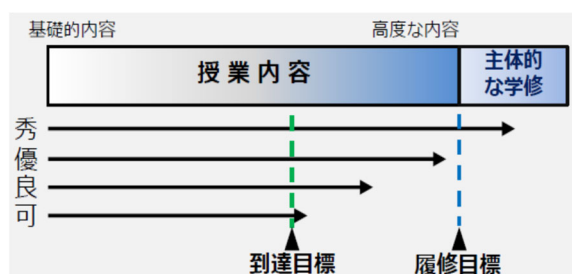 基礎的内容
高度な内容
授業内容
主体的
な学修
秀
優
良
可
到達目標
履修目標